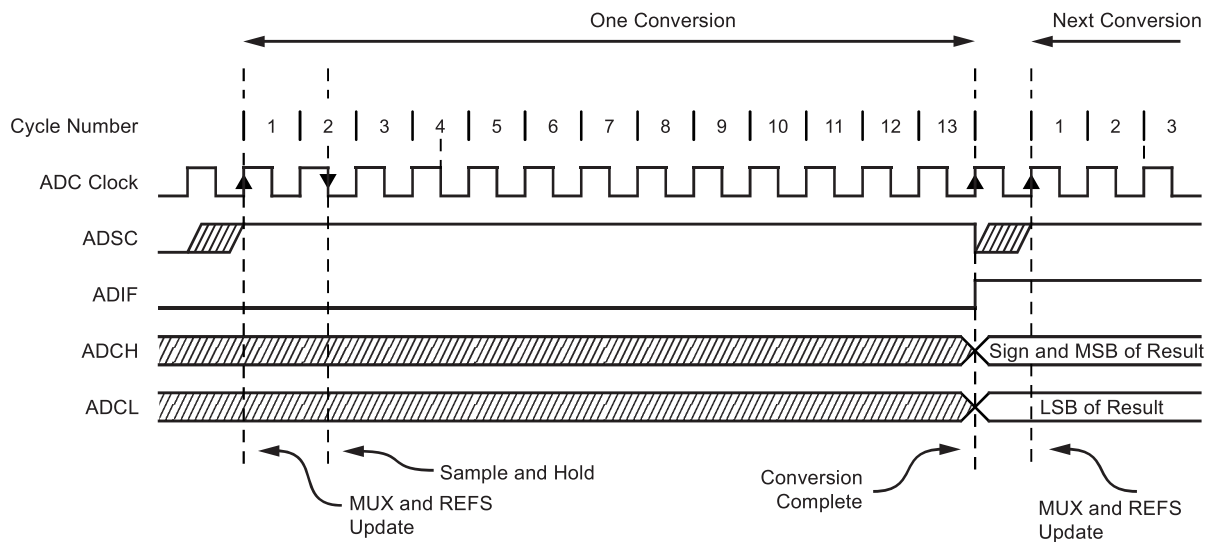 One Conversion
Next Conversion
Cycle Number
1 2 3 4 5 6 7 8 9 10 11 12 13 1 2 3
ADC Clock
ADSC
ADIF
ADCH
Sign and MSB of Result
ADCL
LSB of Result
Sample and Hold
MUX and REFS
Update
Conversion
Complete
MUX and REFS
Update